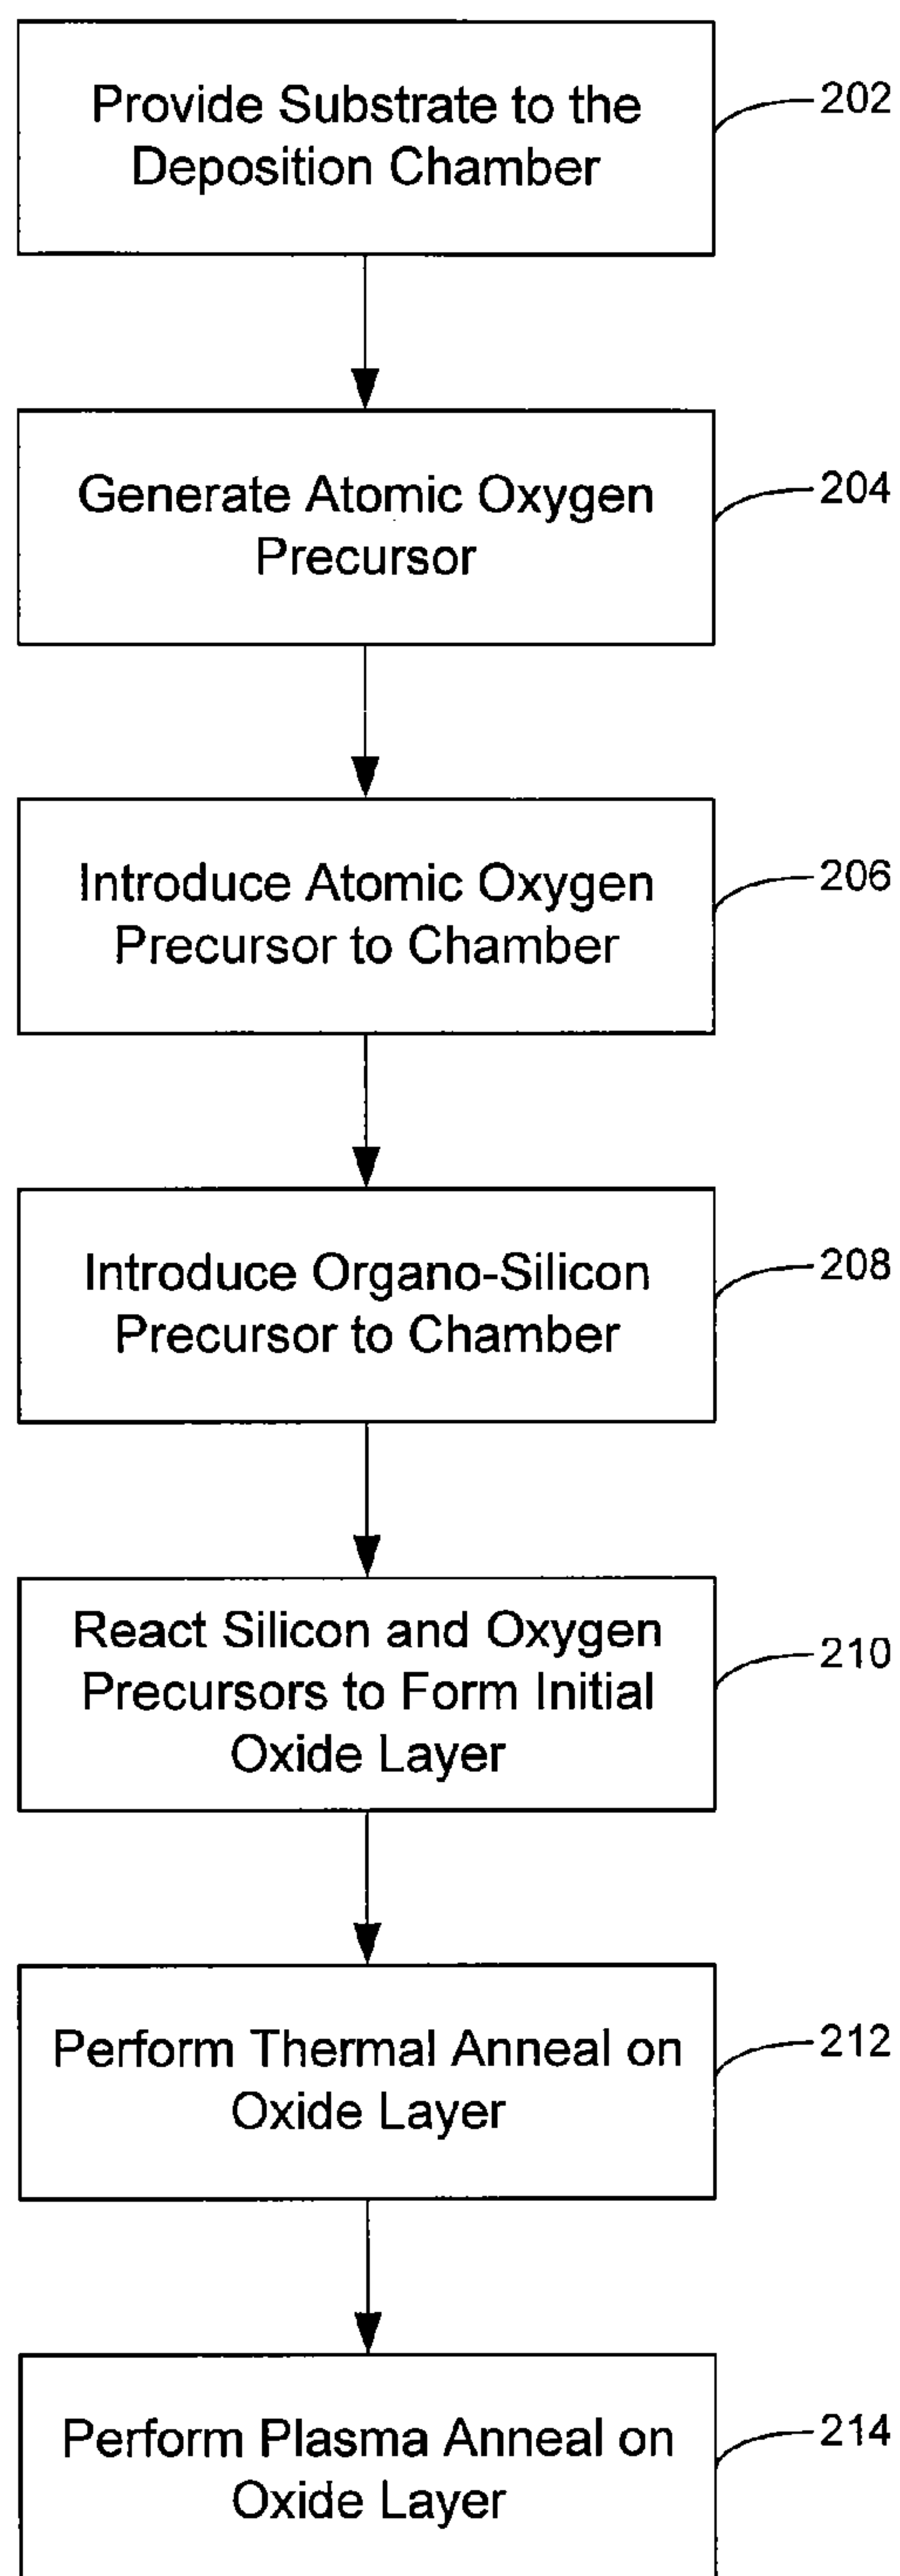 Provide Substrate to the
Deposition Chamber
202
Generate Atomic Oxygen
Precursor
204
Introduce Atomic Oxygen
Precursor to Chamber
206
Introduce Organo-Silicon
Precursor to Chamber
208
React Silicon and Oxygen
Precursors to Form Initial
Oxide Layer
210
Perform Thermal Anneal on
Oxide Layer
212
Perform Plasma Anneal on
Oxide Layer
214